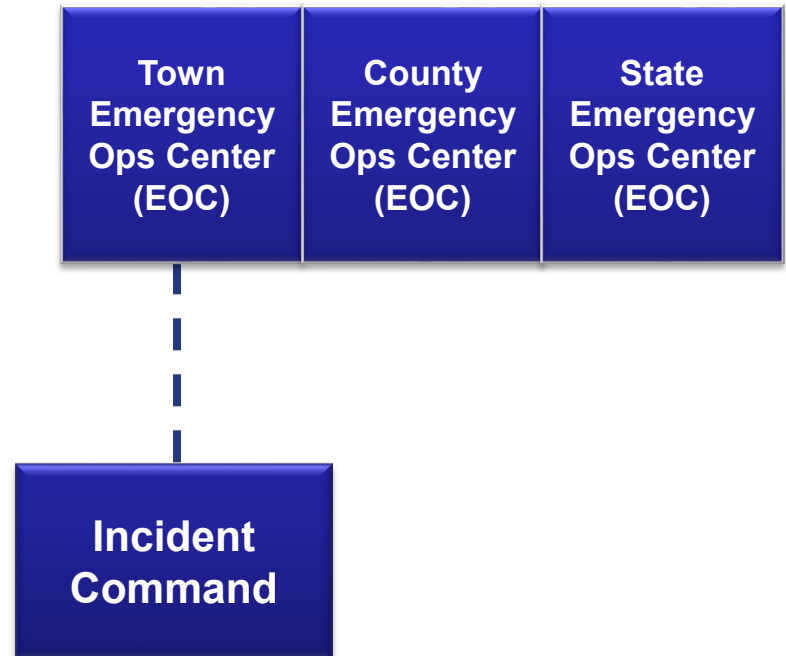 Town
Emergency
Ops Center
(EOC)
County
Emergency
Ops Center
(EOC)
State
Emergency
Ops Center
(EOC)
Incident
Command